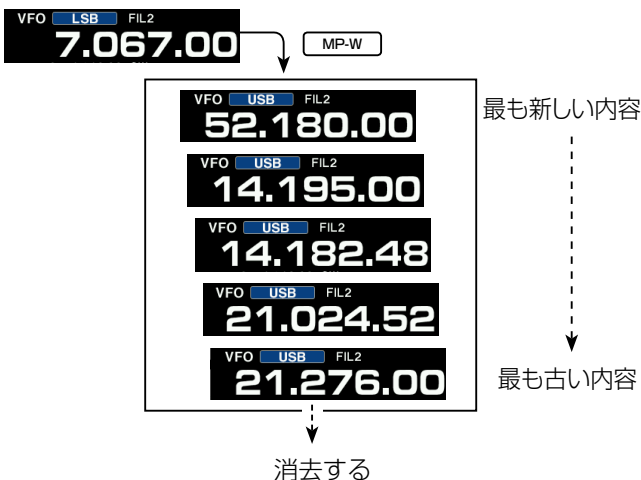 VFO LSB FIL2
7.067.00
MP-W
VFO USB FIL2
52.180.00
最も新しい内容
VFO USB FIL2
14.195.00
VFO USB FIL2
14.182.48
VFO USB FIL2
21.024.52
VFO USB FIL2
21.276.00
最も古い内容
消去する